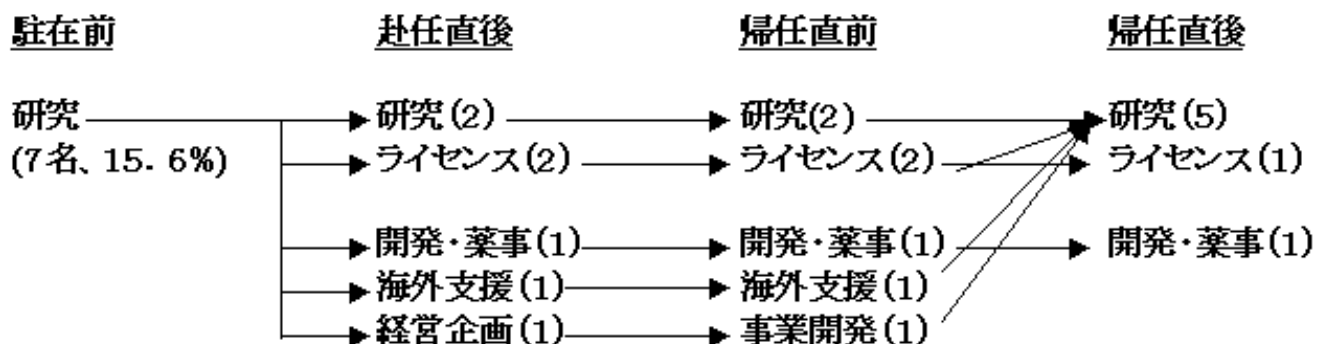 駐在前 赴任直後 帰任直前 帰任直後
研究 研究(2) 研究(2) 研究(5)
(7名、15.6%) ライセンス(2) ライセンス(2) ライセンス(1)
開発・薬事(1) 開発・薬事(1) 開発・薬事(1)
海外支援(1) 海外支援(1)
経営企画(1) 事業開発(1)